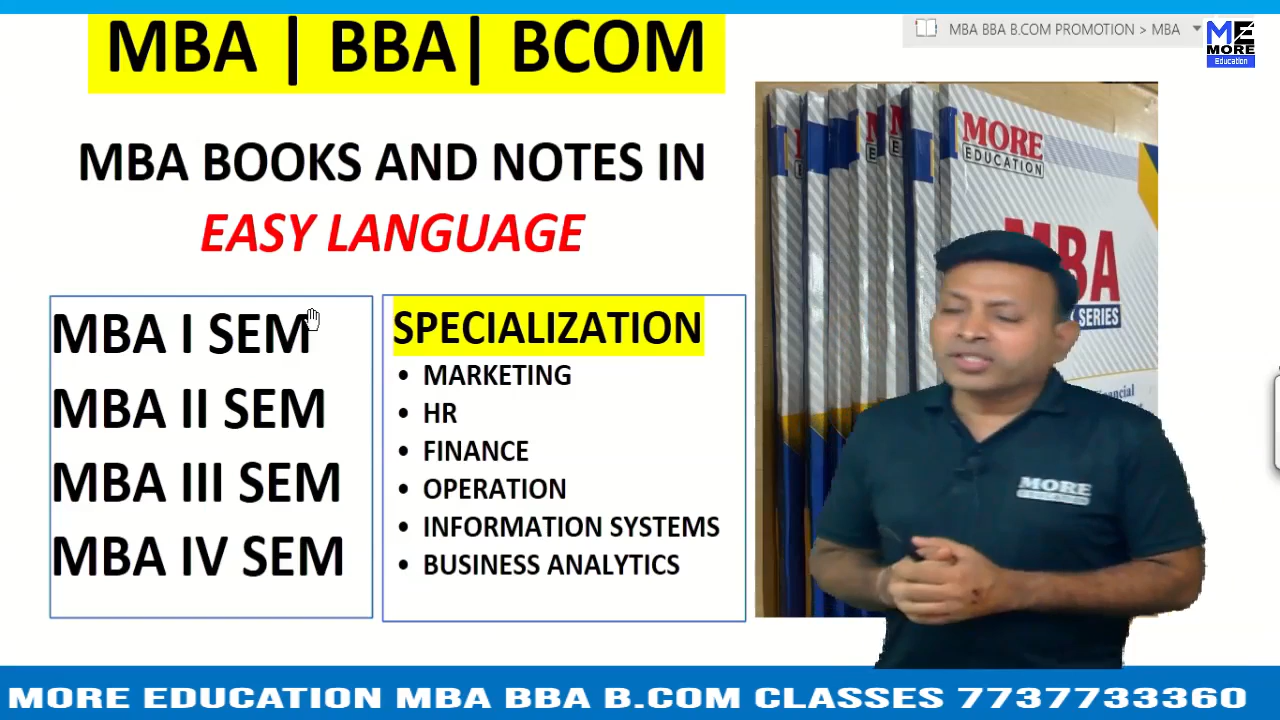 MBA | BBA| BCOM
MBA BBA B.COM PROMOTION > MBA
ME
MORE
Education
MBA BOOKS AND NOTES IN
EASY LANGUAGE
MBA I SEM
MBA II SEM
MBA III SEM
MBA IV SEM
SPECIALIZATION
• MARKETING
• HR
• FINANCE
• OPERATION
• INFORMATION SYSTEMS
• BUSINESS ANALYTICS
MORE
EDUCATION
MBA
SERIES
MORE
EDUCATION
MORE EDUCATION MBA BBA B.COM CLASSES 7737733360